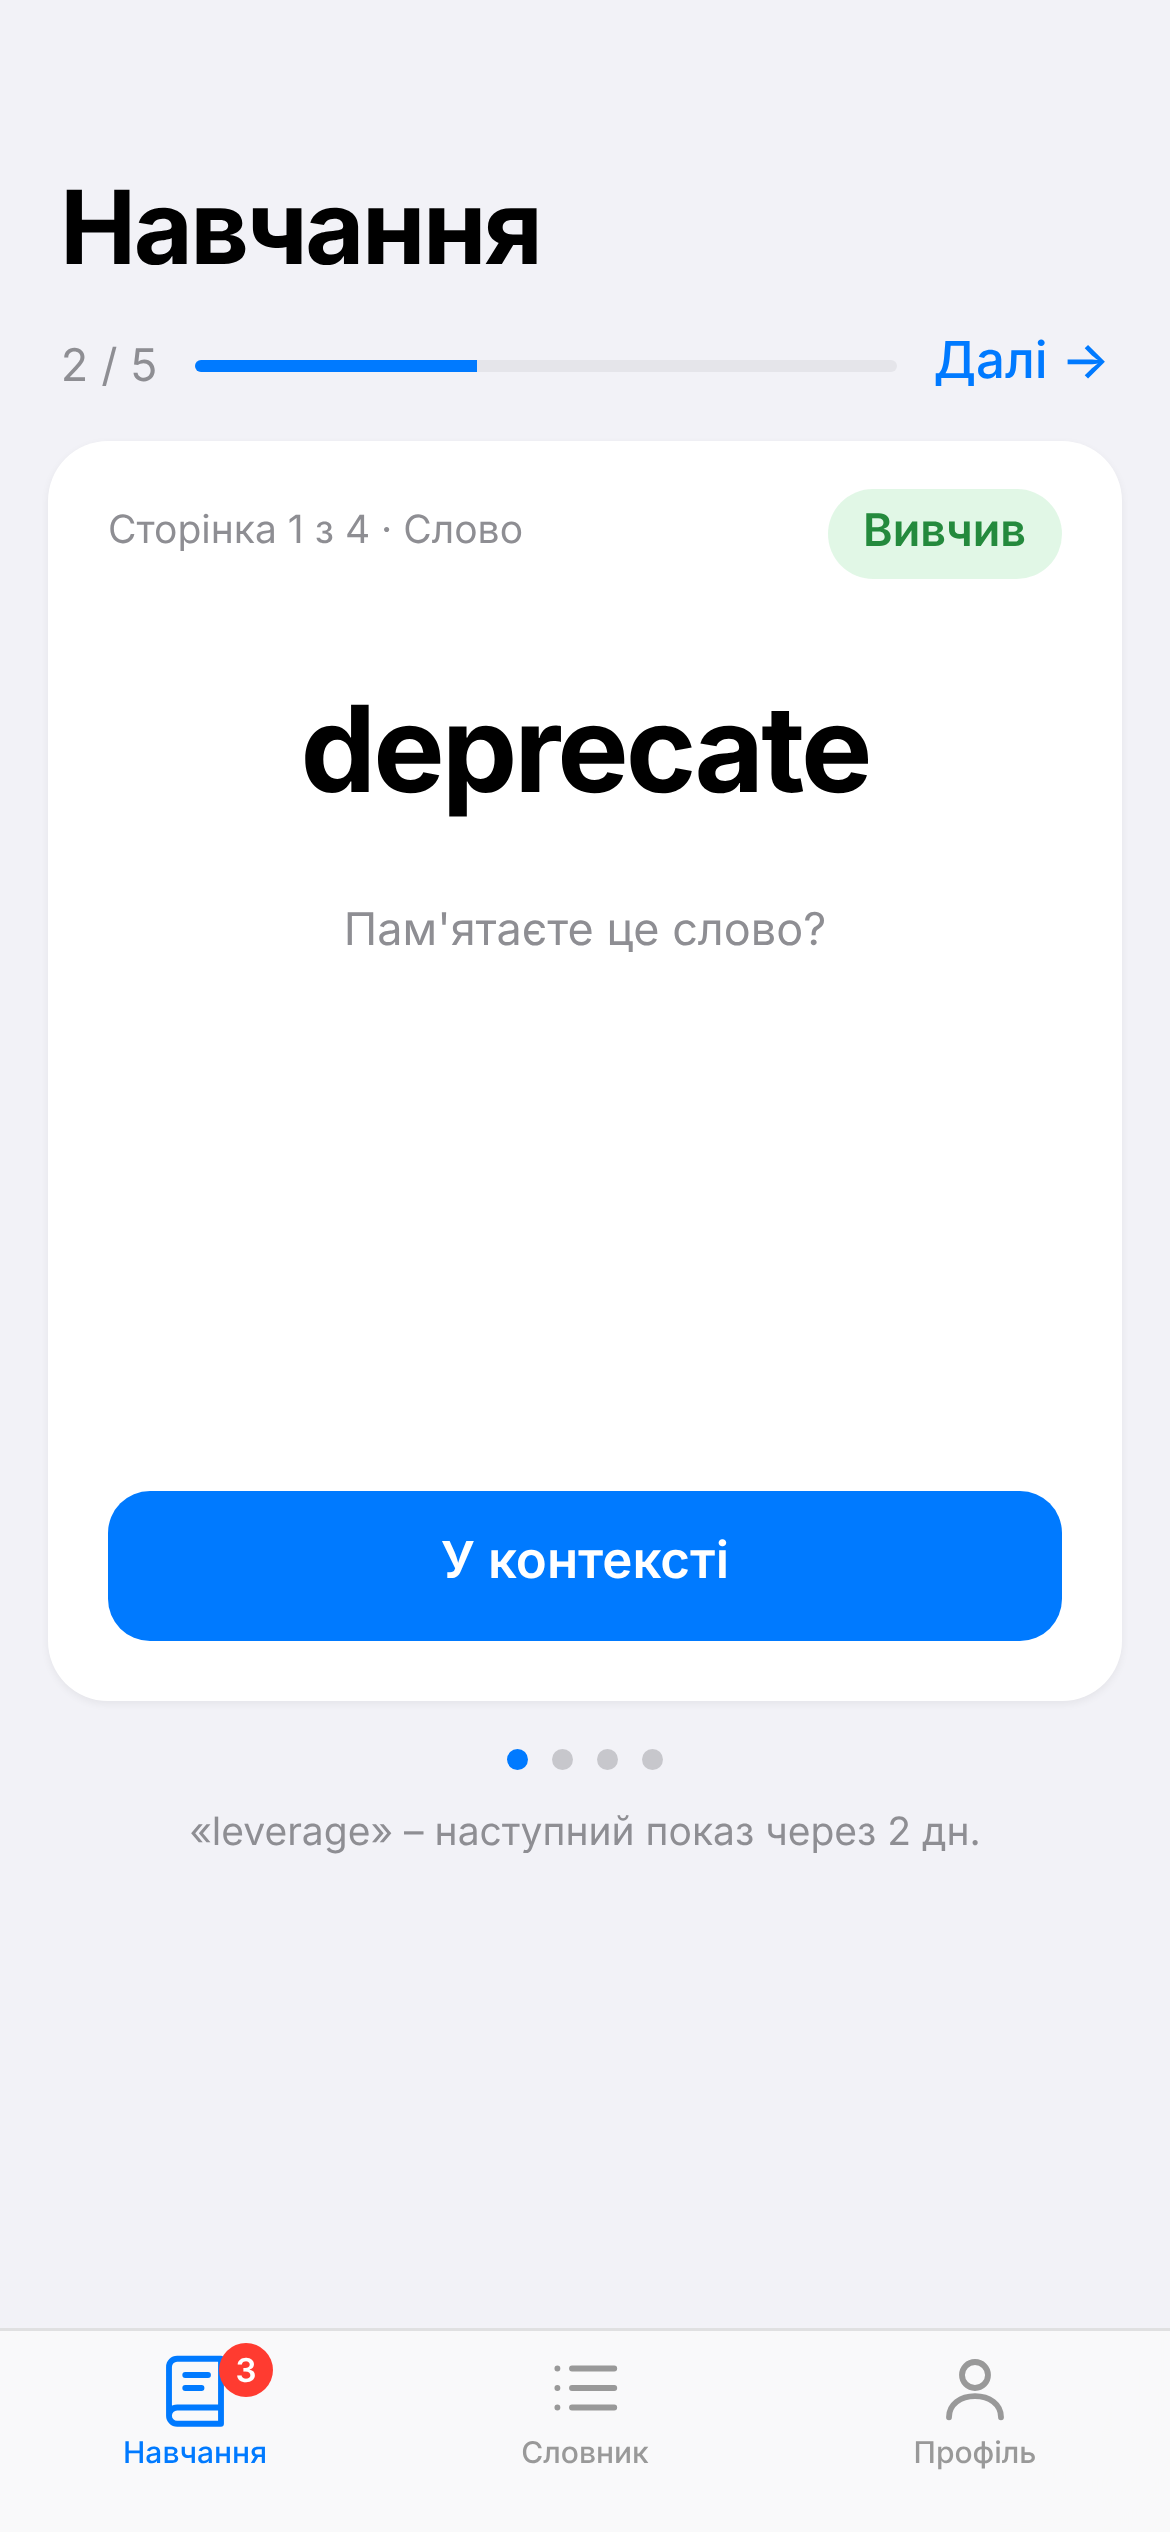 Навчання
2 / 5
Далі →
Сторінка 1 з 4 · Слово
Вивчив
deprecate
Пам'ятаєте це слово?
У контексті
«leverage» – наступний показ через 2 дн.
3
Навчання
Словник
Профіль